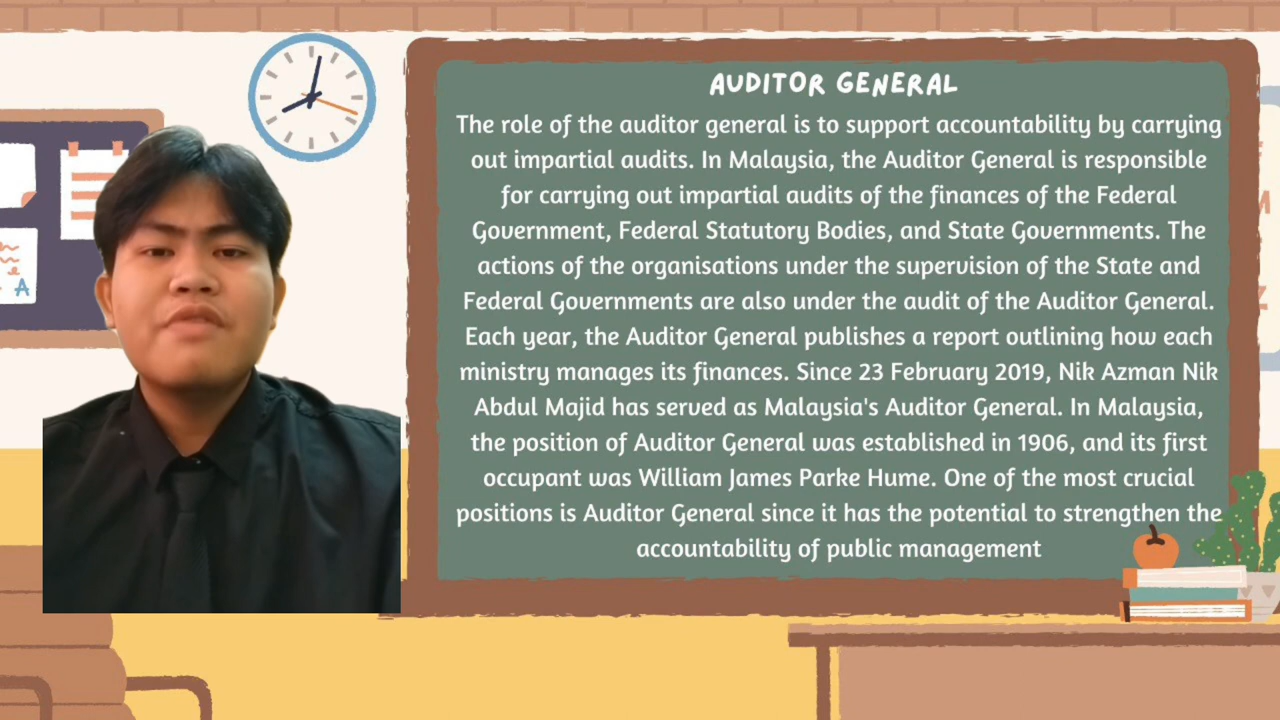 AUDITOR GENERAL
The role of the auditor general is to support accountability by carrying
out impartial audits. In Malaysia, the Auditor General is responsible
for carrying out impartial audits of the finances of the Federal
Government, Federal Statutory Bodies, and State Governments. The
actions of the organisations under the supervision of the State and
Federal Governments are also under the audit of the Auditor General.
Each year, the Auditor General publishes a report outlining how each
ministry manages its finances. Since 23 February 2019, Nik Azman Nik
Abdul Majid has served as Malaysia's Auditor General. In Malaysia,
the position of Auditor General was established in 1906, and its first
occupant was William James Parke Hume. One of the most crucial
positions is Auditor General since it has the potential to strengthen the
accountability of public management
A